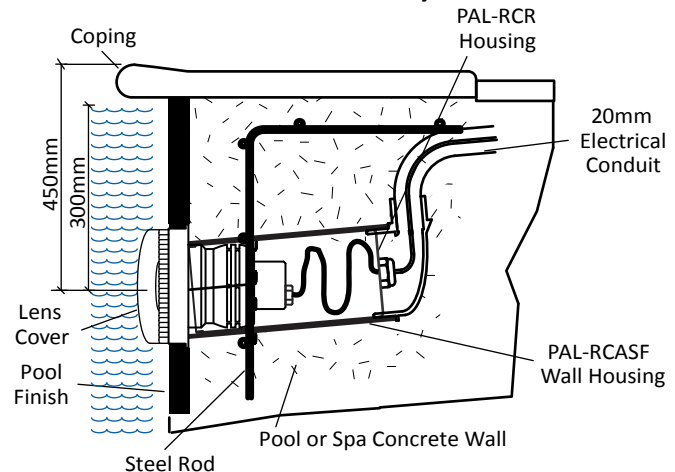 PAL-RCR
Housing
Coping
20mm
Electrical
Conduit
450mm
300mm
Lens
Cover
Pool
Finish
PAL-RCASF
Wall Housing
Pool or Spa Concrete Wall
Steel Rod